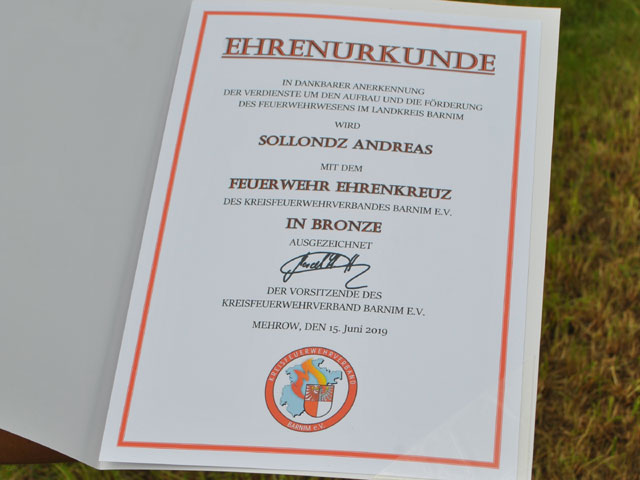 EHRENURKUNDE
IN DANKBARER ANERKENNUNG
DER VERDIENSTE UM DEN AUFBAU UND DIE FÖRDERUNG
DES FEUERWEHRWESENS IM LANDKREIS BARNIM
WIRD
SOLLONDZ ANDREAS
MIT DEM
FEUERWEHR EHRENKREUZ
DES KREISFEUERWEHRVERBANDES BARNIM E.V.
IN BRONZE
AUSGEZEICHNET
DER VORSITZENDE DES
KREISFEUERWEHRVERBAND BARNIM E.V.
MEHROW, DEN 15. Juni 2019
KREISFEUERWEHRVERBAND
BARNIM e.V.